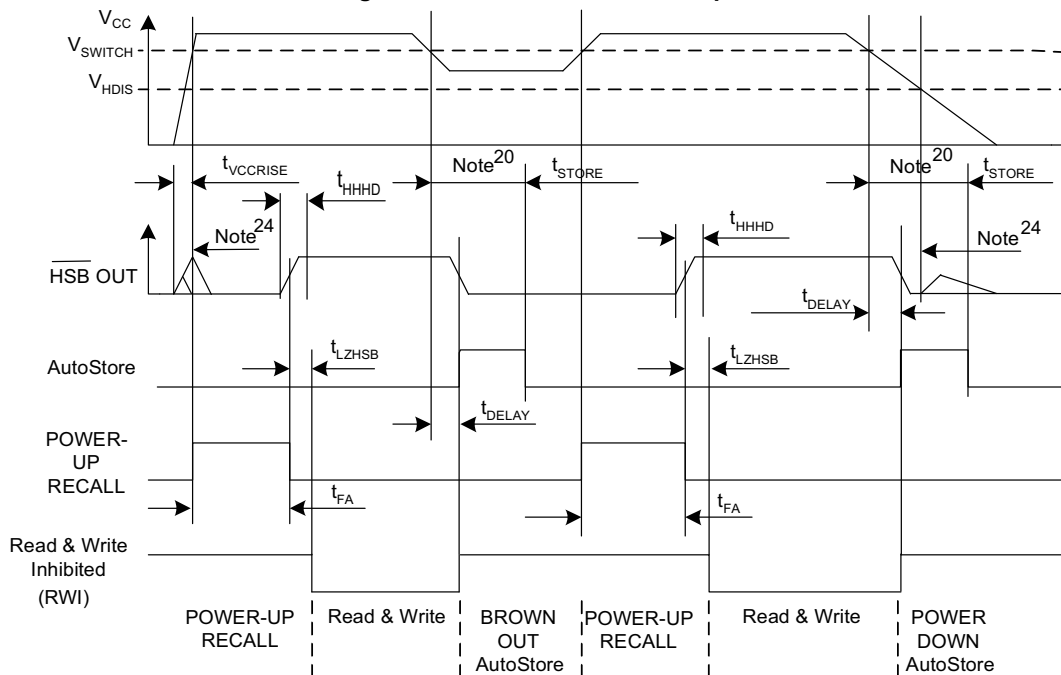 VCC
VSWITCH
VHDIS
tVCCRISE
Note20
tSTORE
Note20
tSTORE
tHHHD
tHHHD
Note24
Note24
HSB OUT
tDELAY
tLZHSB
tLZHSB
AutoStore
tDELAY
POWER-
UP
RECALL
tFA
tFA
Read & Write
Inhibited
(RWI)
POWER-UP
RECALL
Read & Write
BROWN
OUT
AutoStore
POWER-UP
RECALL
Read & Write
POWER
DOWN
AutoStore